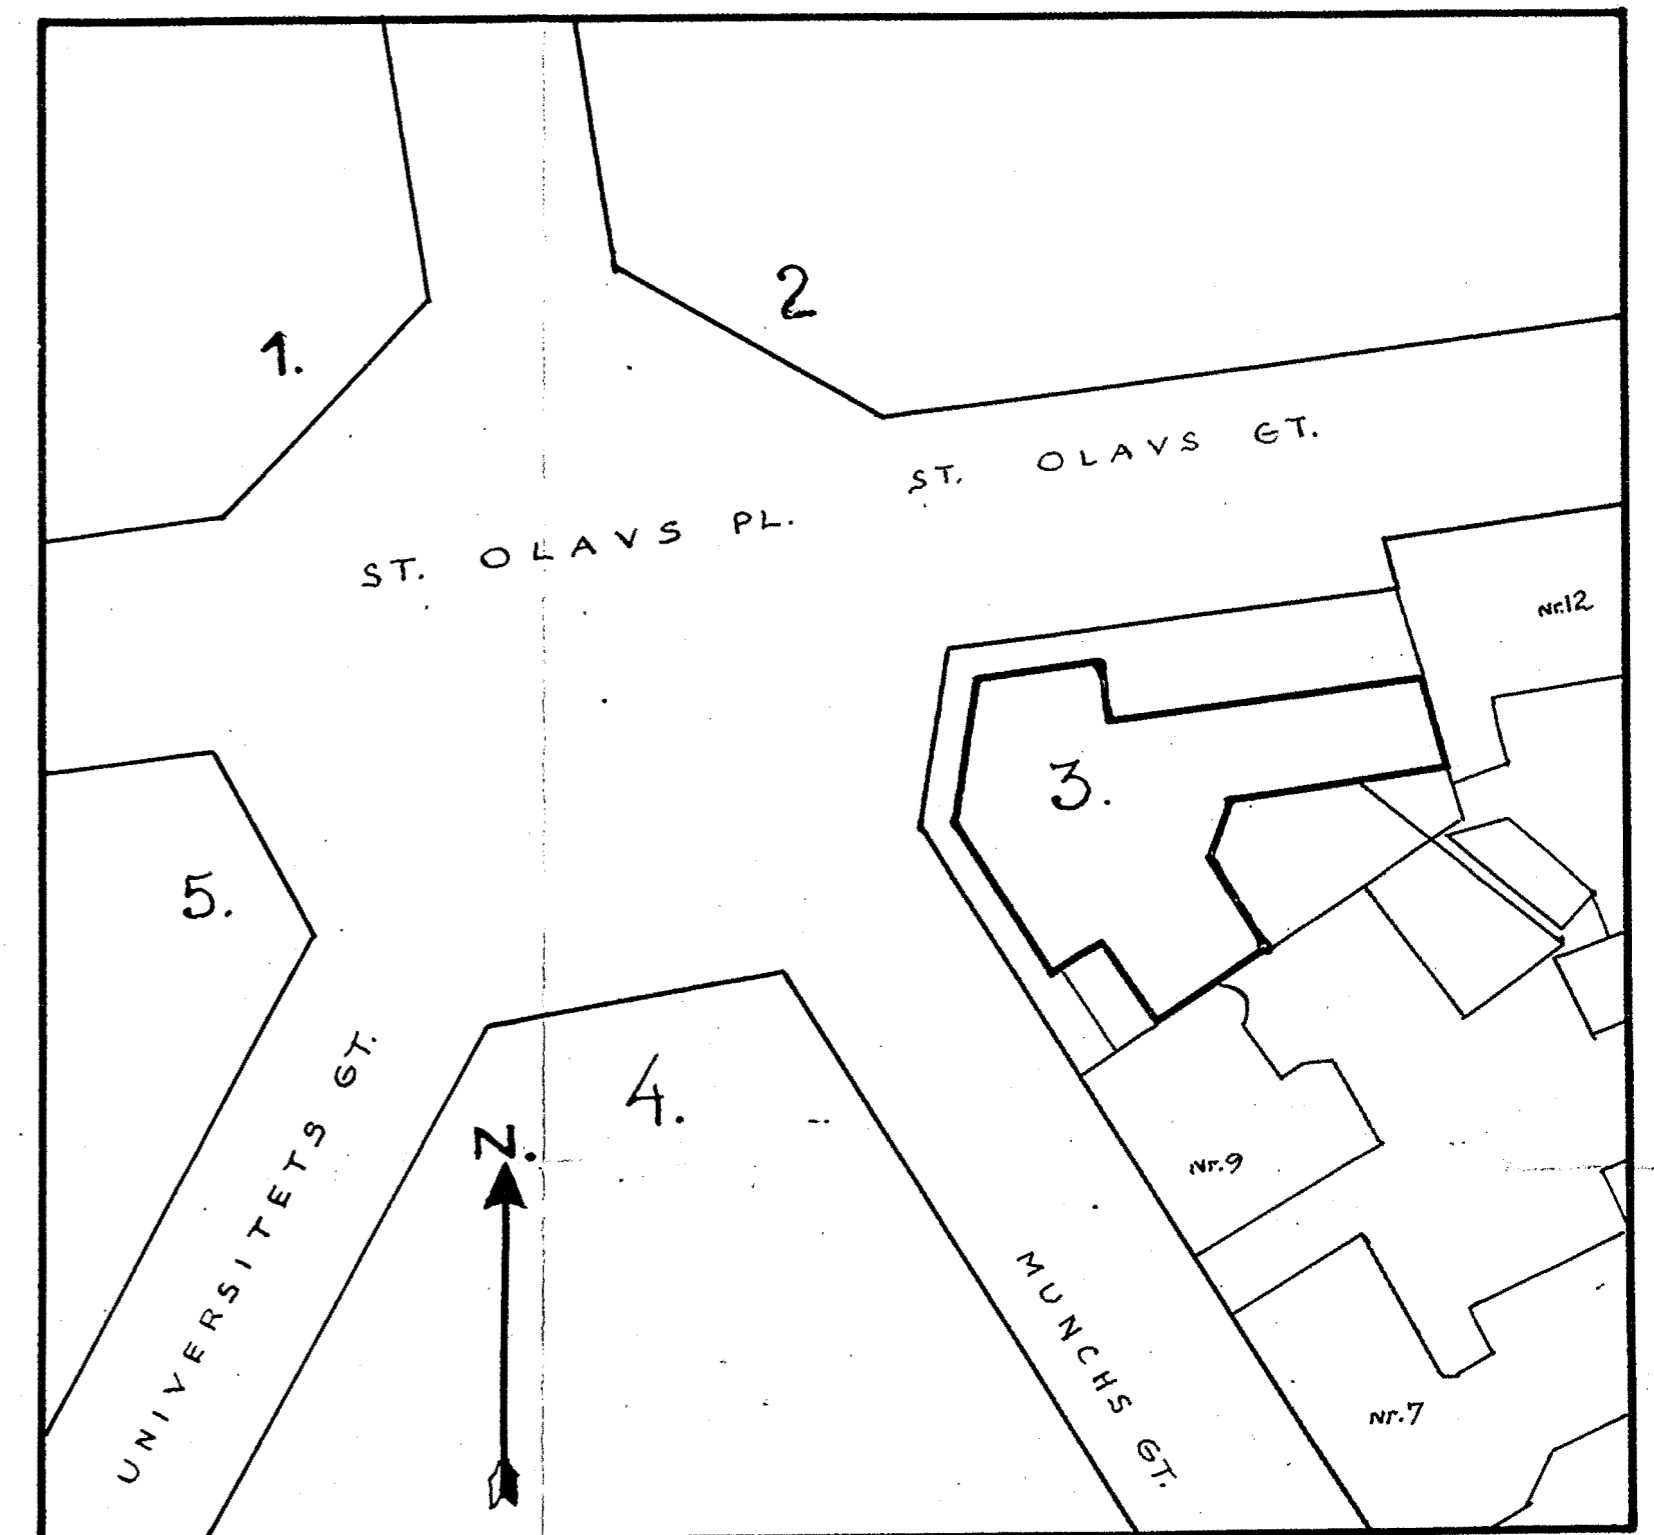 2
1.
ST. OLAVS GT.
ST. OLAVS PL.
Nr.12
3.
5.
4.
N.
UNIVERSITETS GT.
Nr.9
MUNCHS GT.
Nr.7